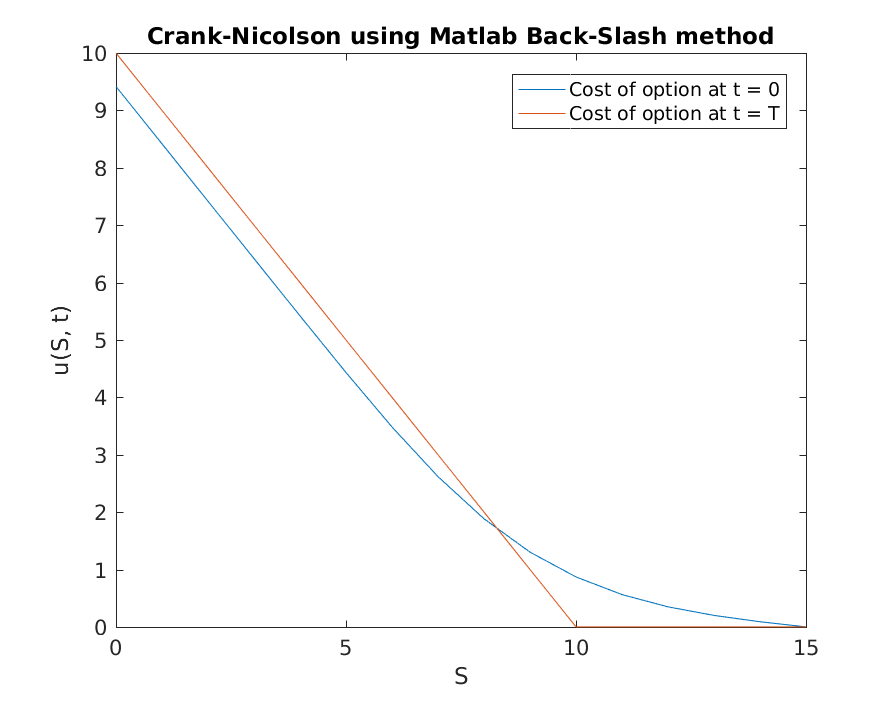 Crank-Nicolson using Matlab Back-Slash method
Cost of option at t = 0
Cost of option at t = T
10
9
8
7
6
5
4
3
2
1
0
u(S, t)
0 5 10 15
S